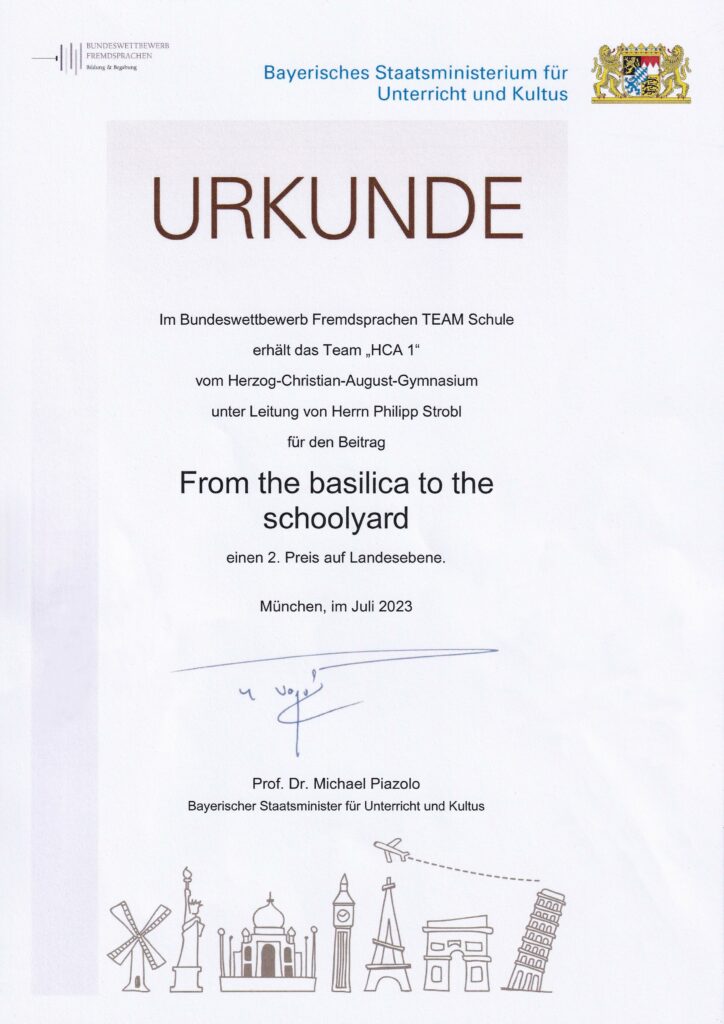 BUNDESWETTBEWERB
FREMDSPRACHEN
Bildung & Begabung
Bayerisches Staatsministerium für
Unterricht und Kultus
URKUNDE
Im Bundeswettbewerb Fremdsprachen TEAM Schule
erhält das Team „HCA 1“
vom Herzog-Christian-August-Gymnasium
unter Leitung von Herrn Philipp Strobl
für den Beitrag
From the basilica to the
schoolyard
einen 2. Preis auf Landesebene.
München, im Juli 2023
Prof. Dr. Michael Piazolo
Bayerischer Staatsminister für Unterricht und Kultus